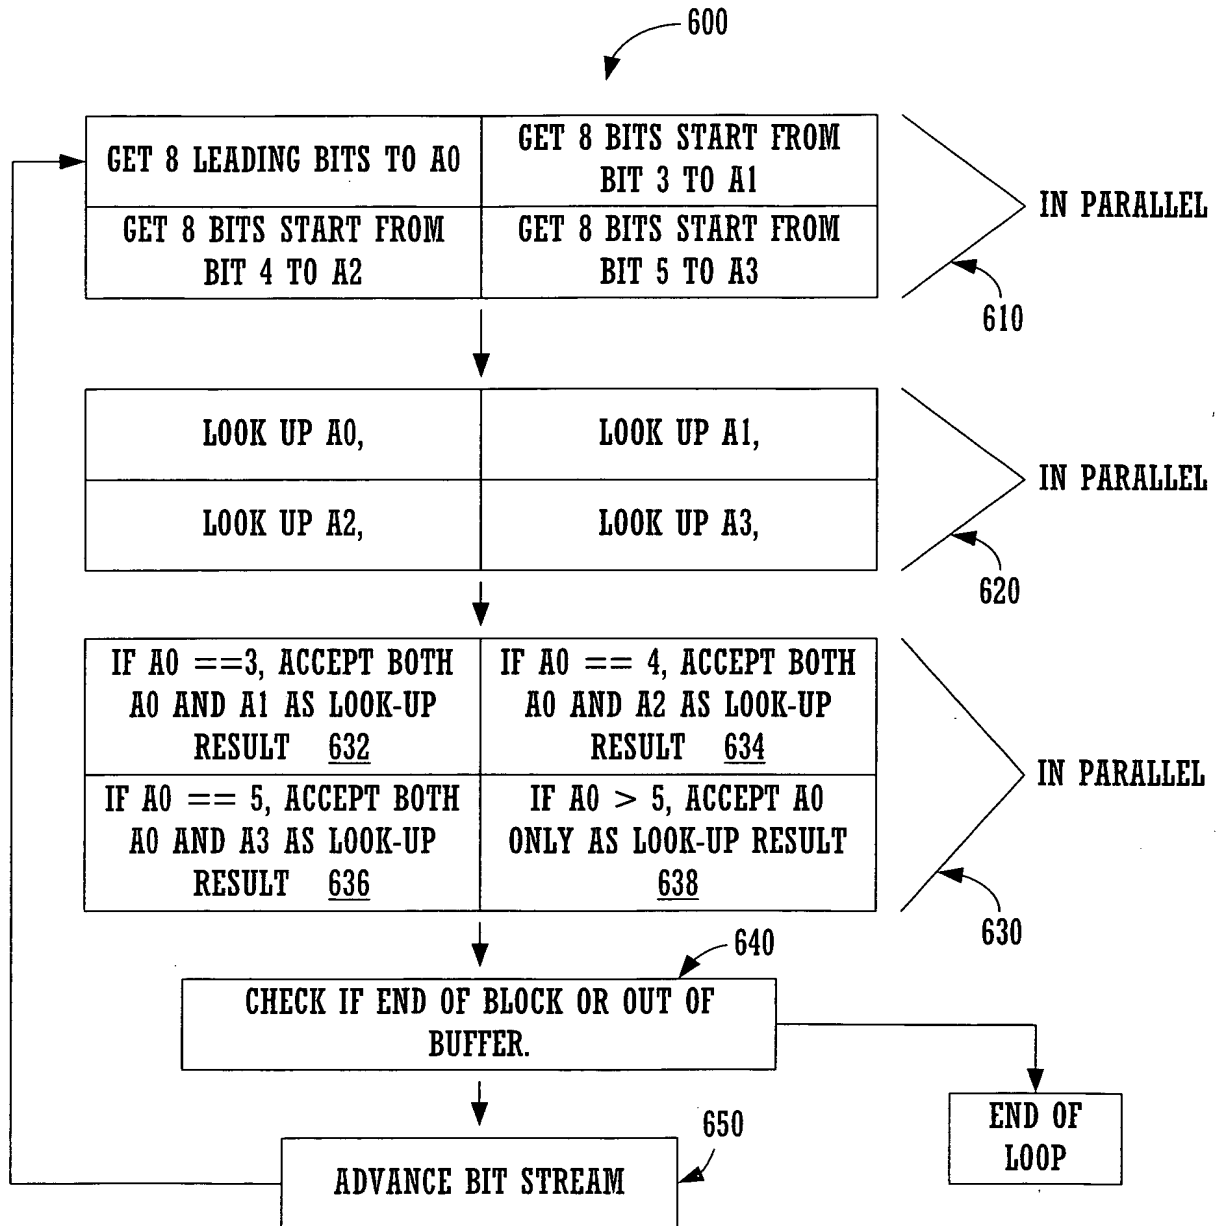 600
GET 8 LEADING BITS TO A0
GET 8 BITS START FROM
BIT 3 TO A1
GET 8 BITS START FROM
BIT 4 TO A2
GET 8 BITS START FROM
BIT 5 TO A3
IN PARALLEL
610
LOOK UP A0,
LOOK UP A1,
LOOK UP A2,
LOOK UP A3,
IN PARALLEL
620
IF A0 ==3, ACCEPT BOTH
A0 AND A1 AS LOOK-UP
RESULT 632
IF A0 == 4, ACCEPT BOTH
A0 AND A2 AS LOOK-UP
RESULT 634
IF A0 == 5, ACCEPT BOTH
A0 AND A3 AS LOOK-UP
RESULT 636
IF A0 > 5, ACCEPT A0
ONLY AS LOOK-UP RESULT
638
IN PARALLEL
630
640
CHECK IF END OF BLOCK OR OUT OF
BUFFER.
END OF
LOOP
650
ADVANCE BIT STREAM